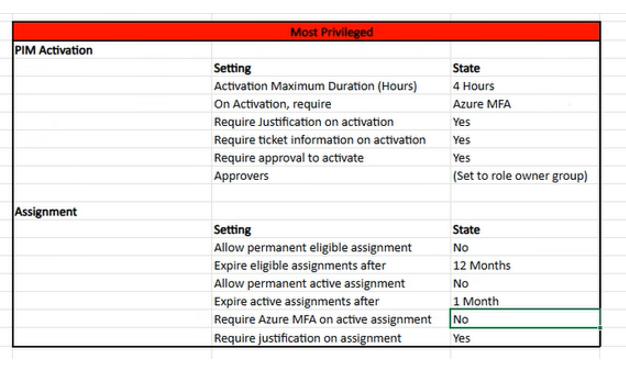 Most Privileged
PIM Activation
Setting State
Activation Maximum Duration (Hours) 4 Hours
On Activation, require Azure MFA
Require Justification on activation Yes
Require ticket information on activation Yes
Require approval to activate Yes
Approvers (Set to role owner group)
Assignment
Setting State
Allow permanent eligible assignment No
Expire eligible assignments after 12 Months
Allow permanent active assignment No
Expire active assignments after 1 Month
Require Azure MFA on active assignment No
Require justification on assignment Yes